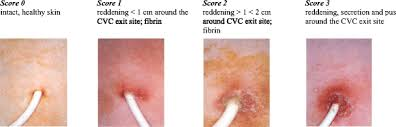 Score 0
intact, healthy skin
Score 1
reddening < 1 cm around the
CVC exit site; fibrin
Score 2
reddening > 1 < 2 cm
around CVC exit site;
fibrin
Score 3
reddening, secretion and pus
around the CVC exit site